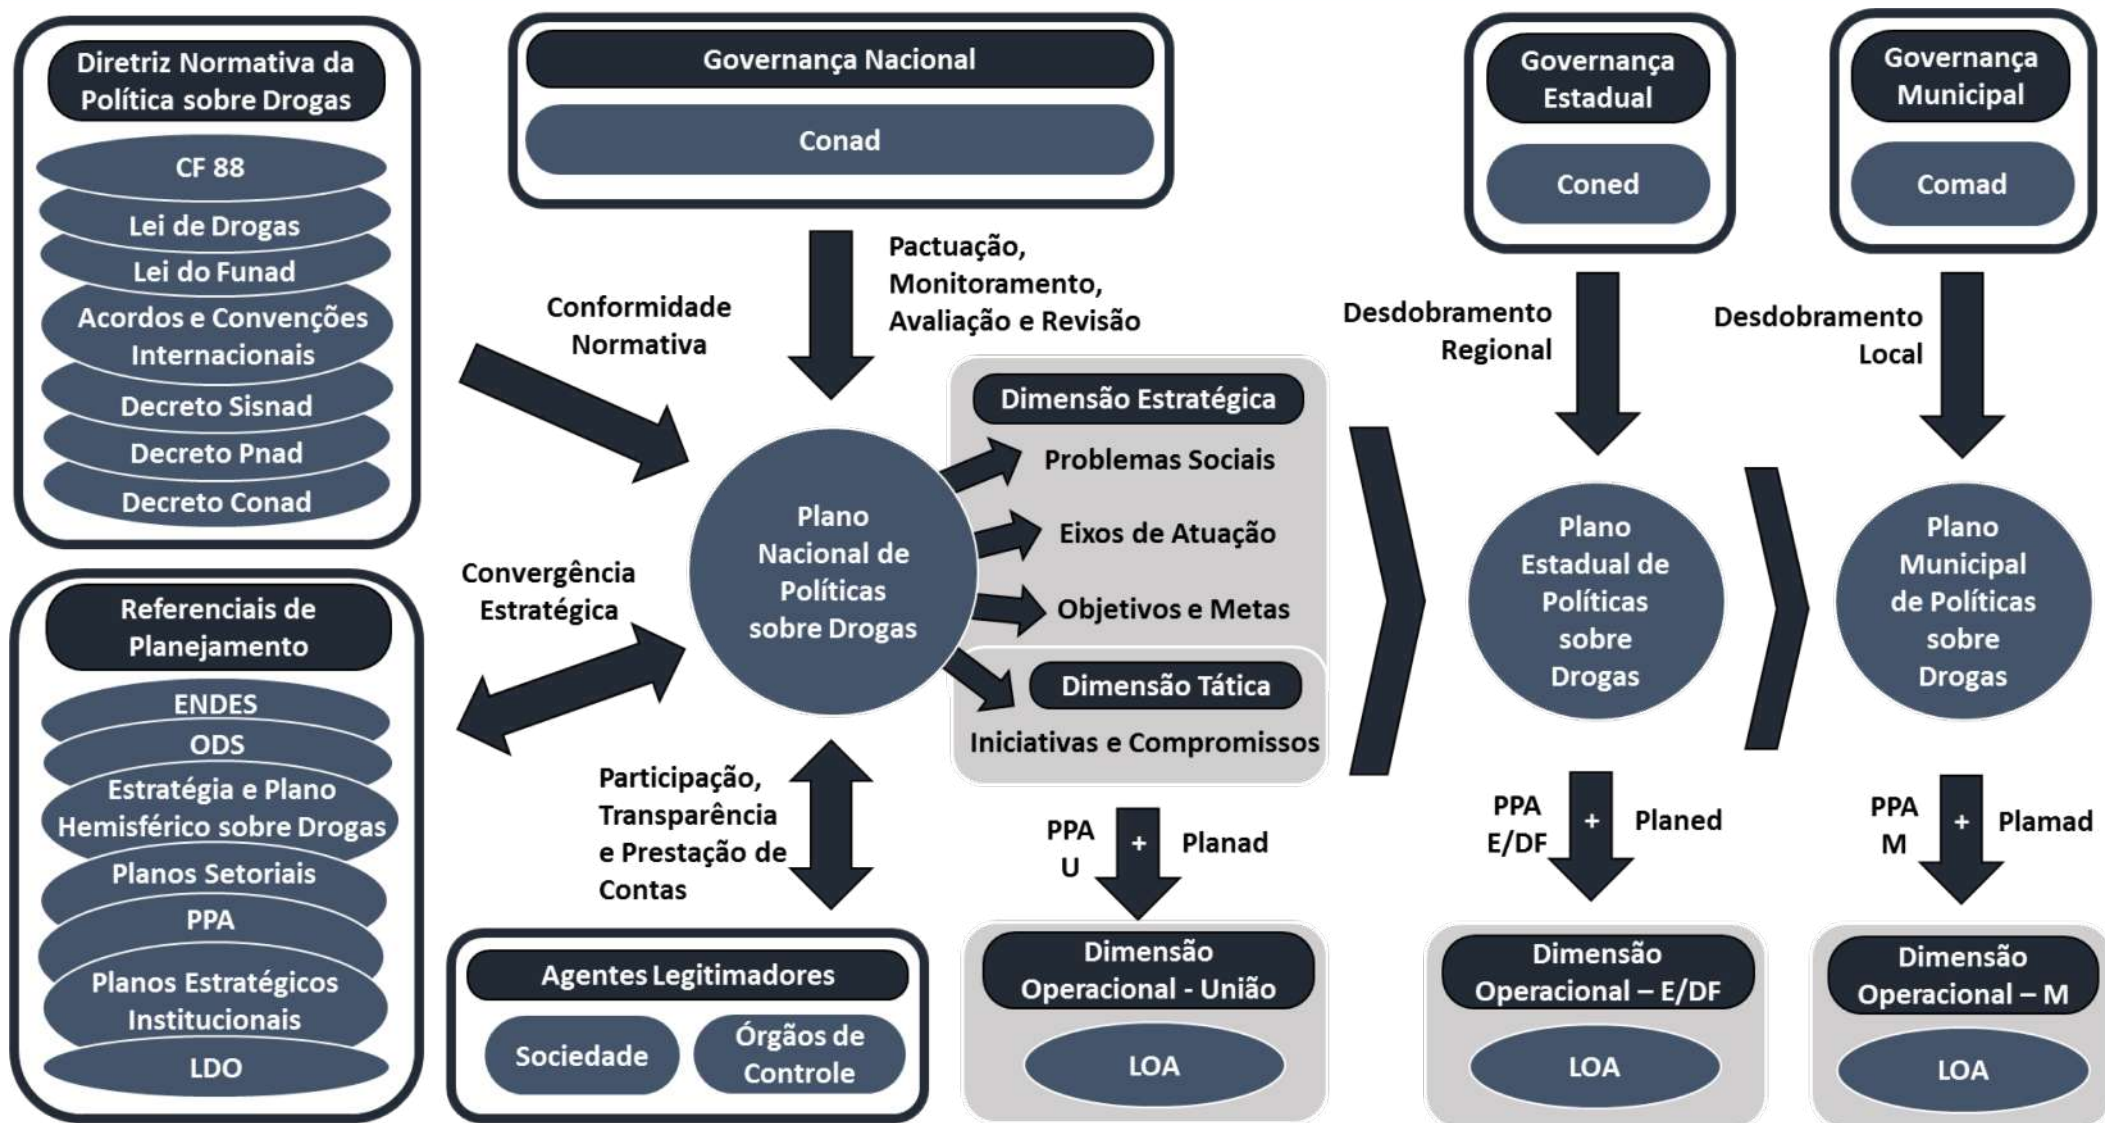 Diretriz Normativa da
Política sobre Drogas
CF 88
Lei de Drogas
Lei do Funad
Acordos e Convenções
Internacionais
Decreto Sisnad
Decreto Pnad
Decreto Conad
Referenciais de
Planejamento
ENDES
ODS
Estratégia e Plano
Hemisférico sobre Drogas
Planos Setoriais
PPA
Planos Estratégicos
Institucionais
LDO
Governança Nacional
Conad
Pactuação,
Monitoramento,
Avaliação e Revisão
Conformidade
Normativa
Convergência
Estratégica
Plano
Nacional de
Políticas
sobre Drogas
Participação,
Transparência
e Prestação de
Contas
Agentes Legitimadores
Sociedade
Órgãos de
Controle
Dimensão Estratégica
Problemas Sociais
Eixos de Atuação
Objetivos e Metas
Dimensão Tática
Iniciativas e Compromissos
PPA
U
+
Planad
Dimensão
Operacional - União
LOA
Governança
Estadual
Coned
Desdobramento
Regional
Plano
Estadual de
Políticas
sobre
Drogas
PPA
E/DF
+
Planed
Dimensão
Operacional – E/DF
LOA
Governança
Municipal
Comad
Desdobramento
Local
Plano
Municipal
de Políticas
sobre
Drogas
PPA
M
+
Plamad
Dimensão
Operacional – M
LOA